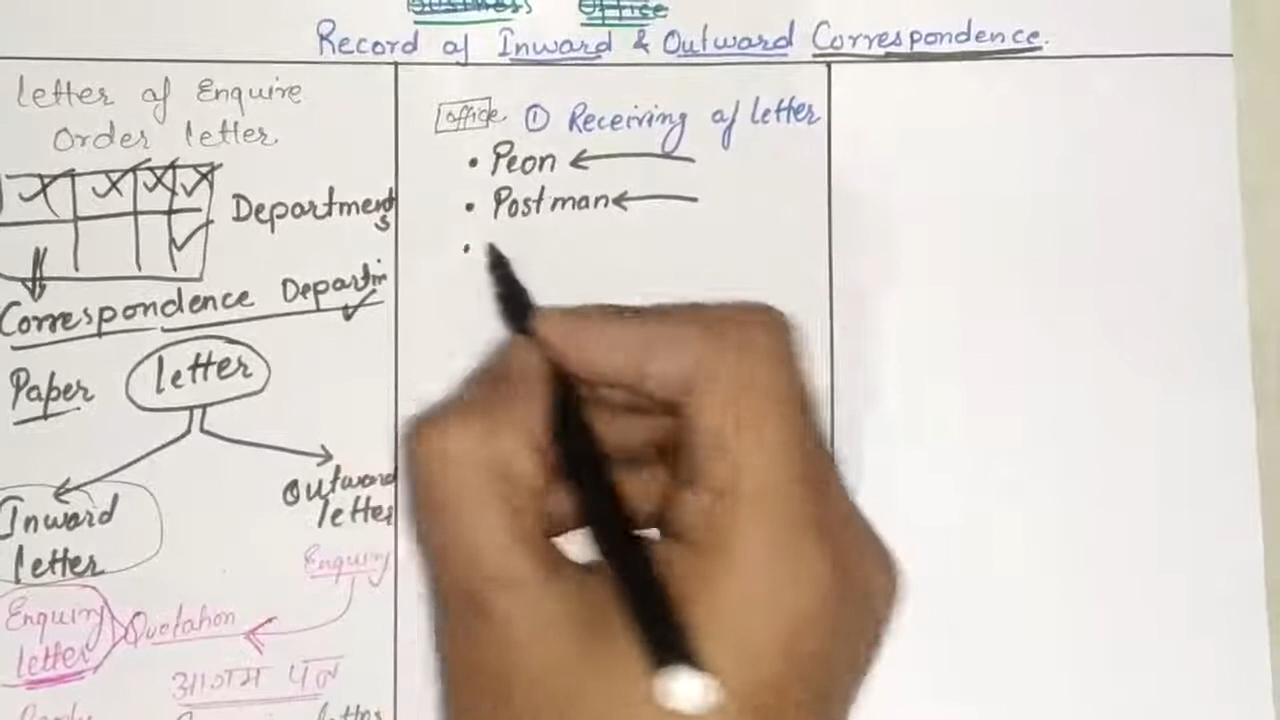 Business Office
Record of Inward & Outward Correspondence.
letter of Enquire
Order letter
Departments
Correspondence Departm
Paper
letter
Inward
letter
Outward
letter
Enquiry
Enquiry
letter
Quotation
आगम पत्र
Office ① Receiving of letter
• Peon
• Postman
•